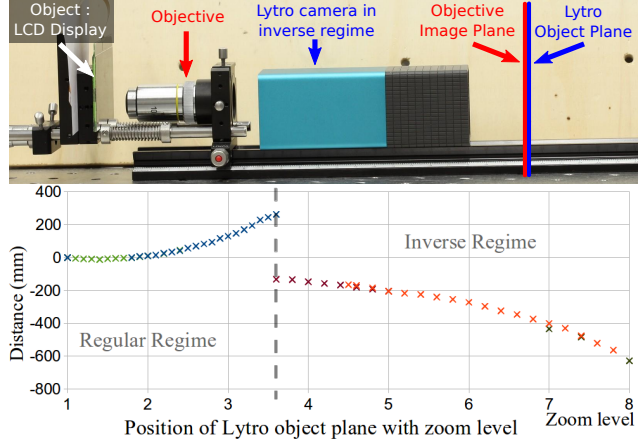 Object :
LCD Display
Objective
Lytro camera in
inverse regime
Objective
Image Plane
Lytro
Object Plane
10
400
200
0
-200
-400
-600
-800
Distance (mm)
Regular Regime
Inverse Regime
1
2
3
4
5
6
7
8
Zoom level
Position of Lytro object plane with zoom level